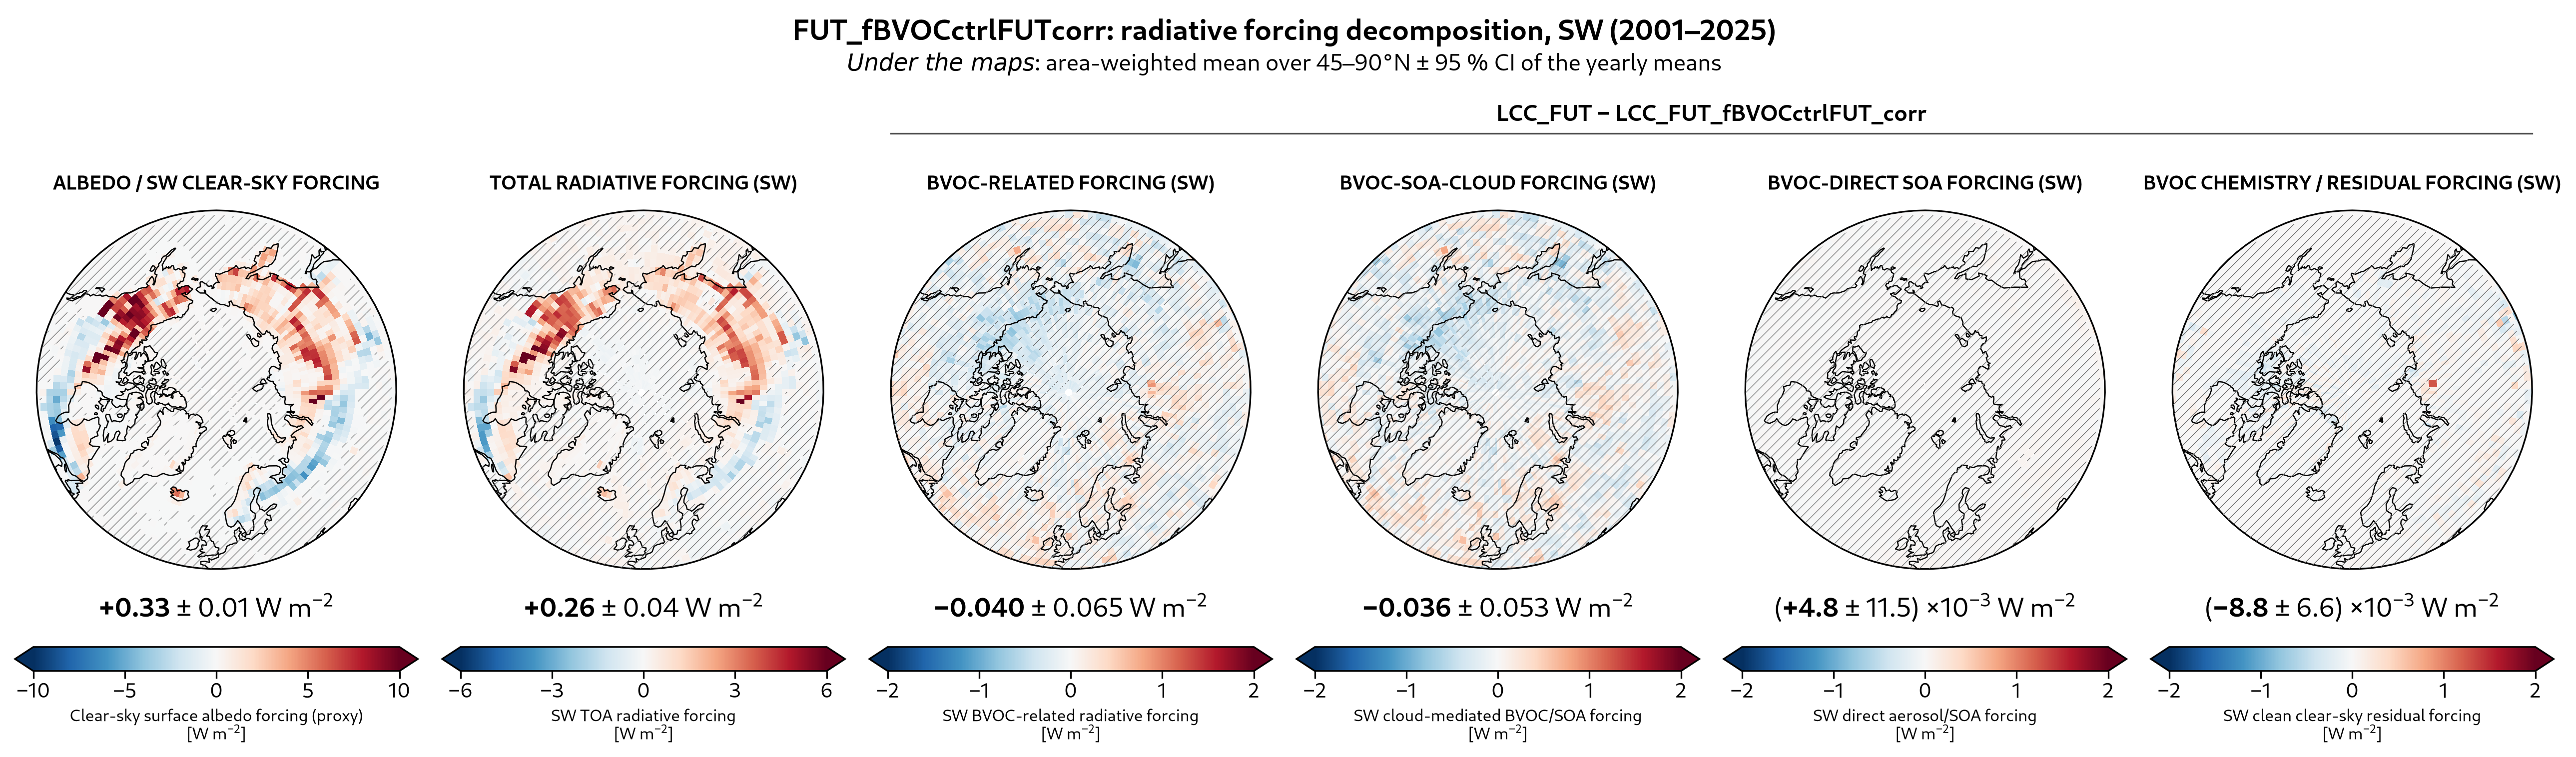 FUT_fBVOCctrlFUTcorr: radiative forcing decomposition, SW (2001–2025)
Under the maps: area-weighted mean over 45–90°N ± 95 % CI of the yearly means
LCC_FUT − LCC_FUT_fBVOCctrlFUT_corr
ALBEDO / SW CLEAR-SKY FORCING
TOTAL RADIATIVE FORCING (SW)
BVOC-RELATED FORCING (SW)
BVOC-SOA-CLOUD FORCING (SW)
BVOC-DIRECT SOA FORCING (SW)
BVOC CHEMISTRY / RESIDUAL FORCING (SW)
+0.33 ± 0.01 W m⁻²
+0.26 ± 0.04 W m⁻²
−0.040 ± 0.065 W m⁻²
−0.036 ± 0.053 W m⁻²
(+4.8 ± 11.5) ×10⁻³ W m⁻²
(−8.8 ± 6.6) ×10⁻³ W m⁻²
−10 −5 0 5 10
−6 −3 0 3 6
−2 −1 0 1 2
−2 −1 0 1 2
−2 −1 0 1 2
−2 −1 0 1 2
Clear-sky surface albedo forcing (proxy)
[W m⁻²]
SW TOA radiative forcing
[W m⁻²]
SW BVOC-related radiative forcing
[W m⁻²]
SW cloud-mediated BVOC/SOA forcing
[W m⁻²]
SW direct aerosol/SOA forcing
[W m⁻²]
SW clean clear-sky residual forcing
[W m⁻²]